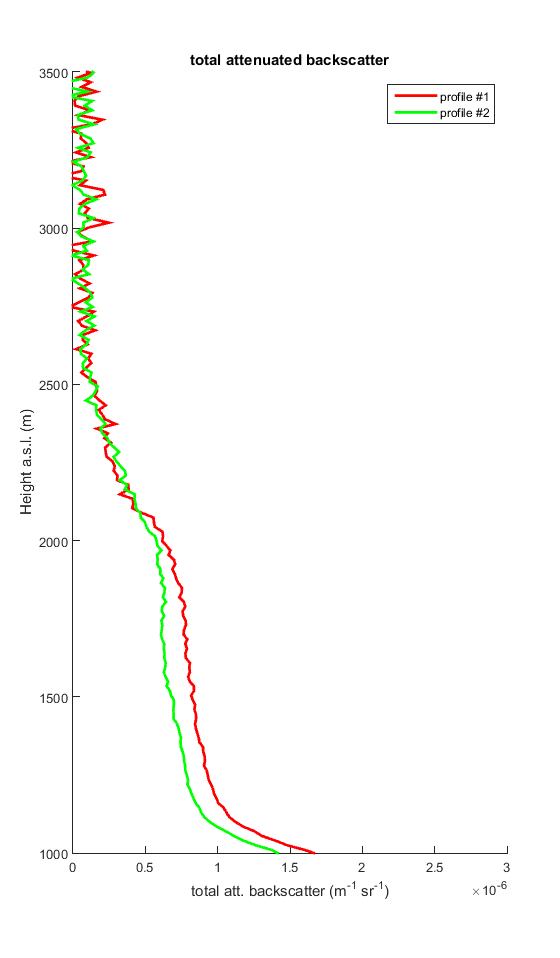 total attenuated backscatter
profile #1
profile #2
3500
3000
2500
2000
1500
1000
Height a.s.l. (m)
0 0.5 1 1.5 2 2.5 3
total att. backscatter (m⁻¹ sr⁻¹)
×10⁻⁶